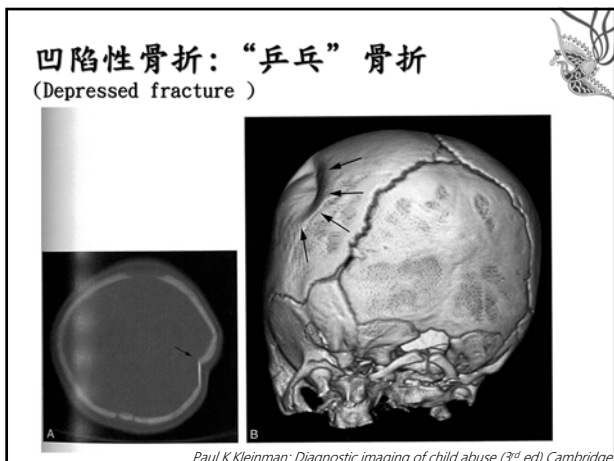 凹陷性骨折：“乒乓”骨折
(Depressed fracture )
A
B
Paul K Kleinman: Diagnostic imaging of child abuse (3rd ed) Cambridge